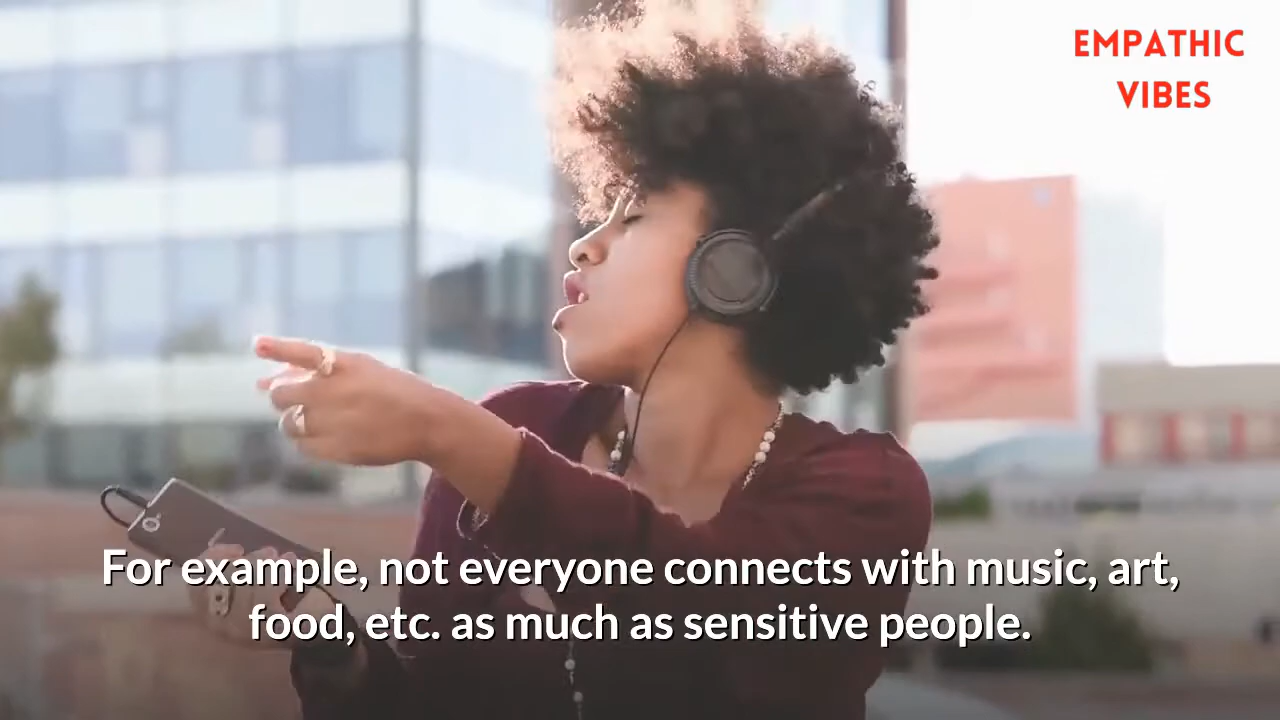 EMPATHIC
VIBES
For example, not everyone connects with music, art,
food, etc. as much as sensitive people.